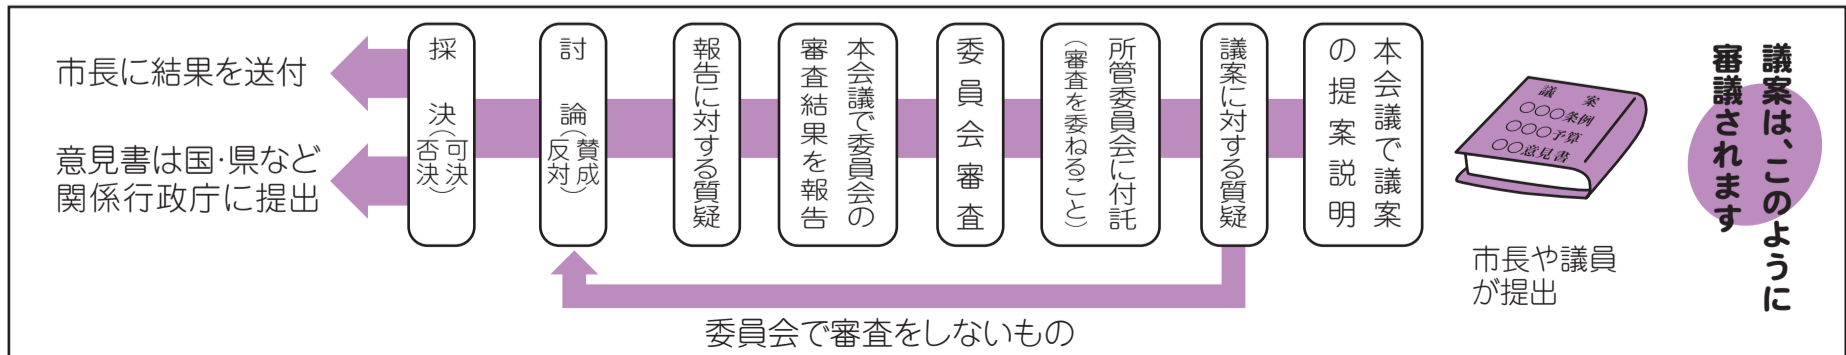 議案は、このように
審議されます
議　案
○○○条例
○○○予算
○○意見書
市長や議員
が提出
本会議で議案
の提案説明
議案に対する質疑
所管委員会に付託
（審査を委ねること）
委員会審査
本会議で委員会の
審査結果を報告
報告に対する質疑
討　論（賛成
反対）
採　決（可決
否決）
市長に結果を送付
意見書は国・県など
関係行政庁に提出
委員会で審査をしないもの